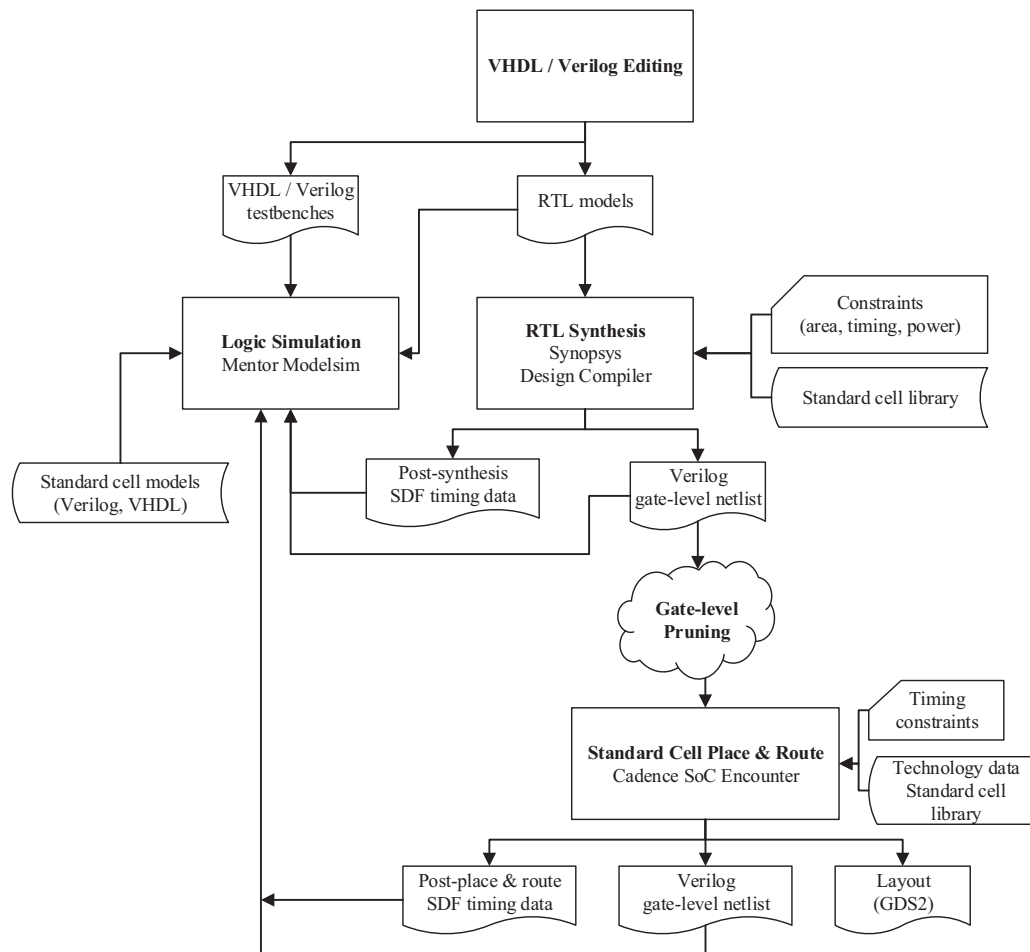 VHDL / Verilog Editing
VHDL / Verilog
testbenches
RTL models
Logic Simulation
Mentor Modelsim
RTL Synthesis
Synopsys
Design Compiler
Constraints
(area, timing, power)
Standard cell library
Standard cell models
(Verilog, VHDL)
Post-synthesis
SDF timing data
Verilog
gate-level netlist
Gate-level
Pruning
Standard Cell Place & Route
Cadence SoC Encounter
Timing
constraints
Technology data
Standard cell
library
Post-place & route
SDF timing data
Verilog
gate-level netlist
Layout
(GDS2)